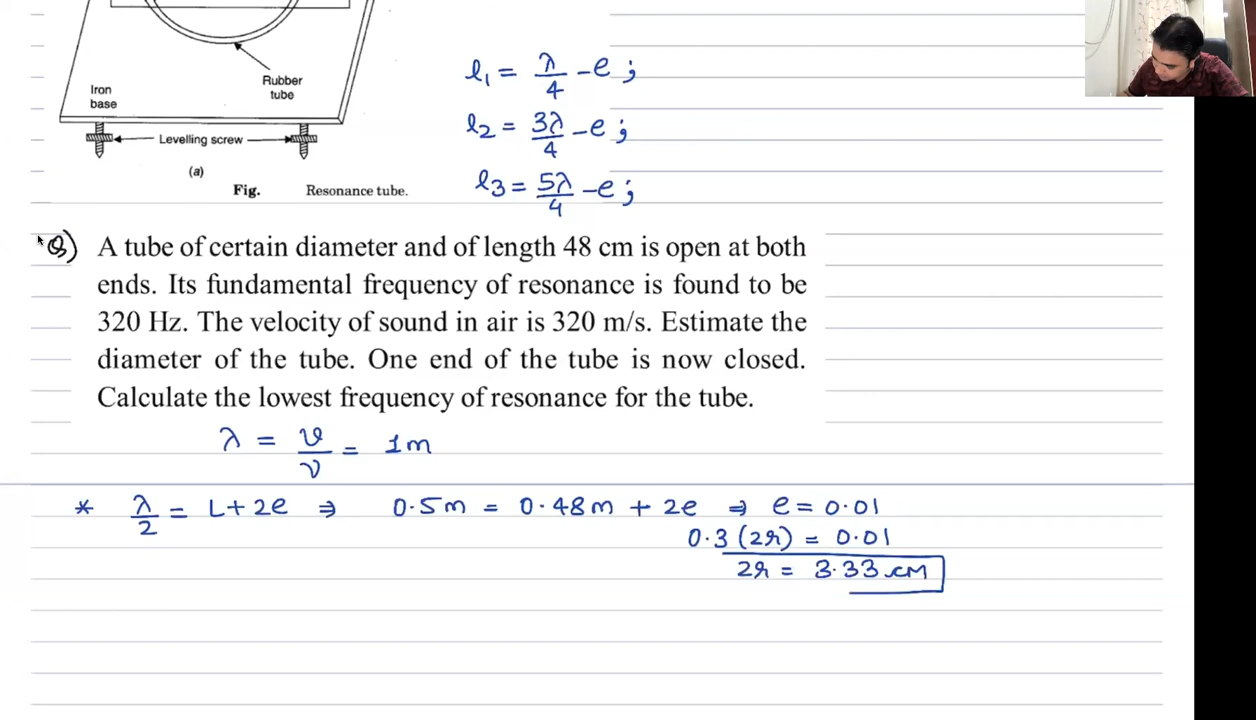 Rubber
tube
Iron
base
Levelling screw
(a)
Fig. Resonance tube.
l₁ = λ/4 - e ;
l₂ = 3λ/4 - e ;
l₃ = 5λ/4 - e ;
Q) A tube of certain diameter and of length 48 cm is open at both
ends. Its fundamental frequency of resonance is found to be
320 Hz. The velocity of sound in air is 320 m/s. Estimate the
diameter of the tube. One end of the tube is now closed.
Calculate the lowest frequency of resonance for the tube.
λ = v/ν = 1m
* λ/2 = L + 2e ⇒ 0.5m = 0.48m + 2e ⇒ e = 0.01
0.3 (2r) = 0.01
2r = 3.33 cm